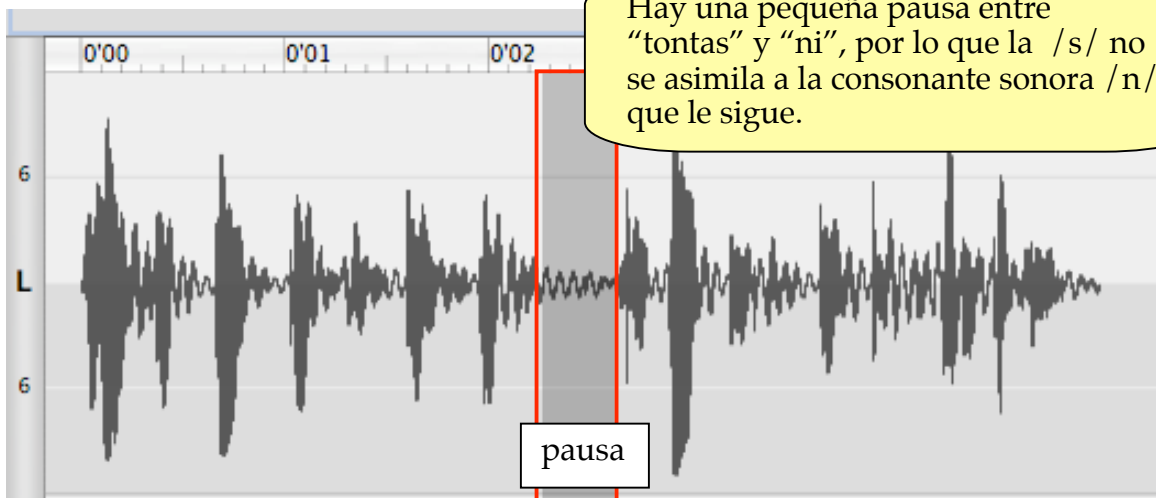 Hay una pequeña pausa entre
“tontas” y “ni”, por lo que la /s/ no
se asimila a la consonante sonora /n/
que le sigue.
0'00 0'01 0'02
6
L
6
pausa